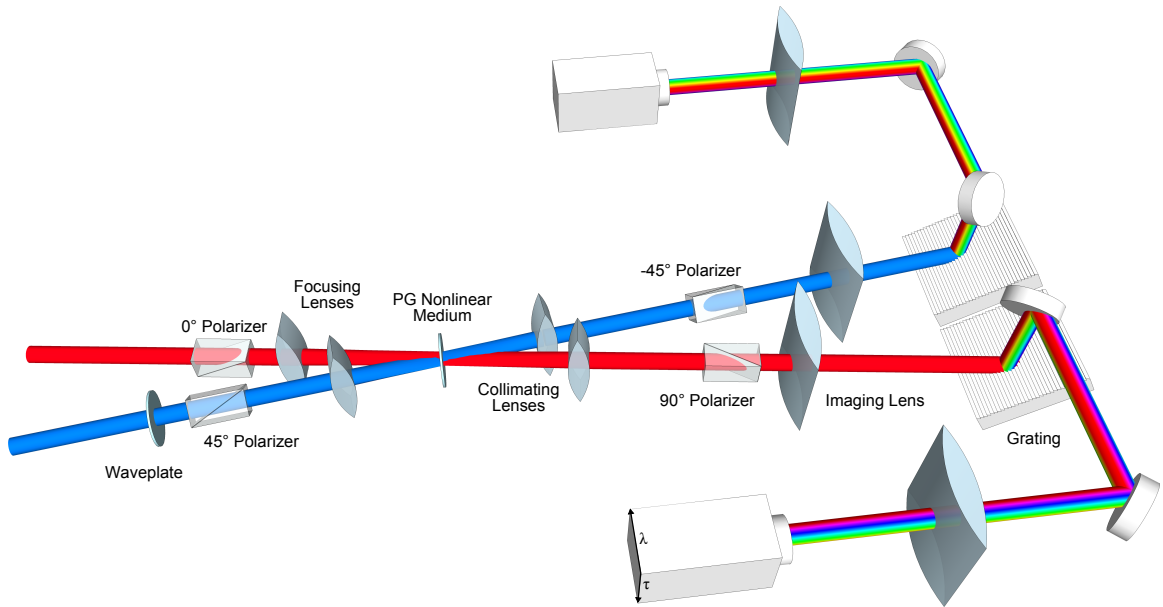 -45° Polarizer
Focusing
Lenses
PG Nonlinear
Medium
0° Polarizer
Collimating
Lenses
90° Polarizer
Imaging Lens
45° Polarizer
Grating
Waveplate
λ
τ